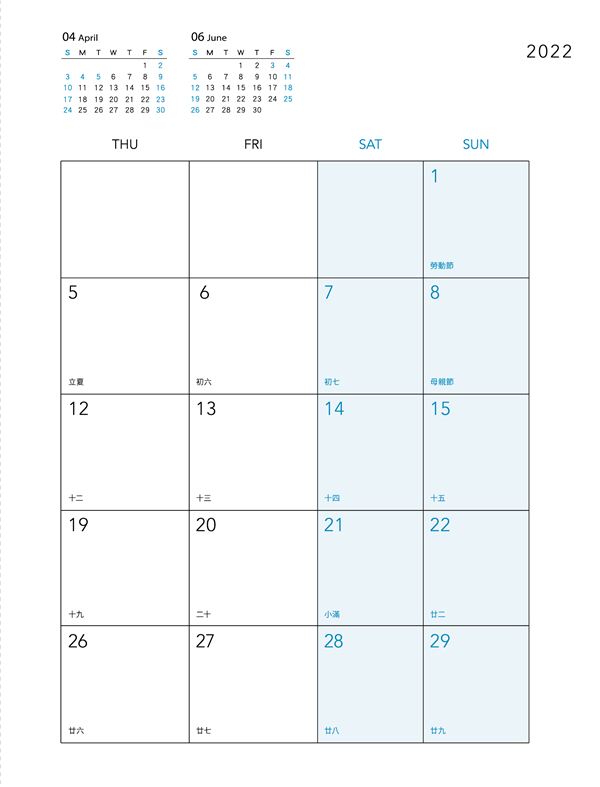 04 April
S M T W T F S
1 2
3 4 5 6 7 8 9
10 11 12 13 14 15 16
17 18 19 20 21 22 23
24 25 26 27 28 29 30
06 June
S M T W T F S
1 2 3 4
5 6 7 8 9 10 11
12 13 14 15 16 17 18
19 20 21 22 23 24 25
26 27 28 29 30
2022
THU FRI SAT SUN
1
勞動節
5 6 7 8
立夏 初六 初七 母親節
12 13 14 15
十二 十三 十四 十五
19 20 21 22
十九 二十 小滿 廿二
26 27 28 29
廿六 廿七 廿八 廿九